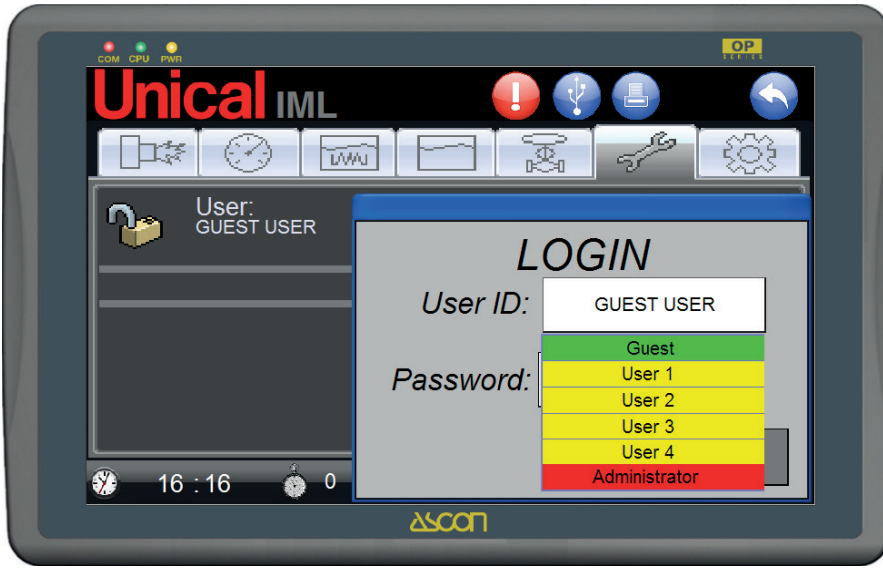 OP
SERIES
COM CPU PWR
Unical IML
User:
GUEST USER
LOGIN
User ID:
GUEST USER
Password:
Guest
User 1
User 2
User 3
User 4
Administrator
16 : 16
0
ascon